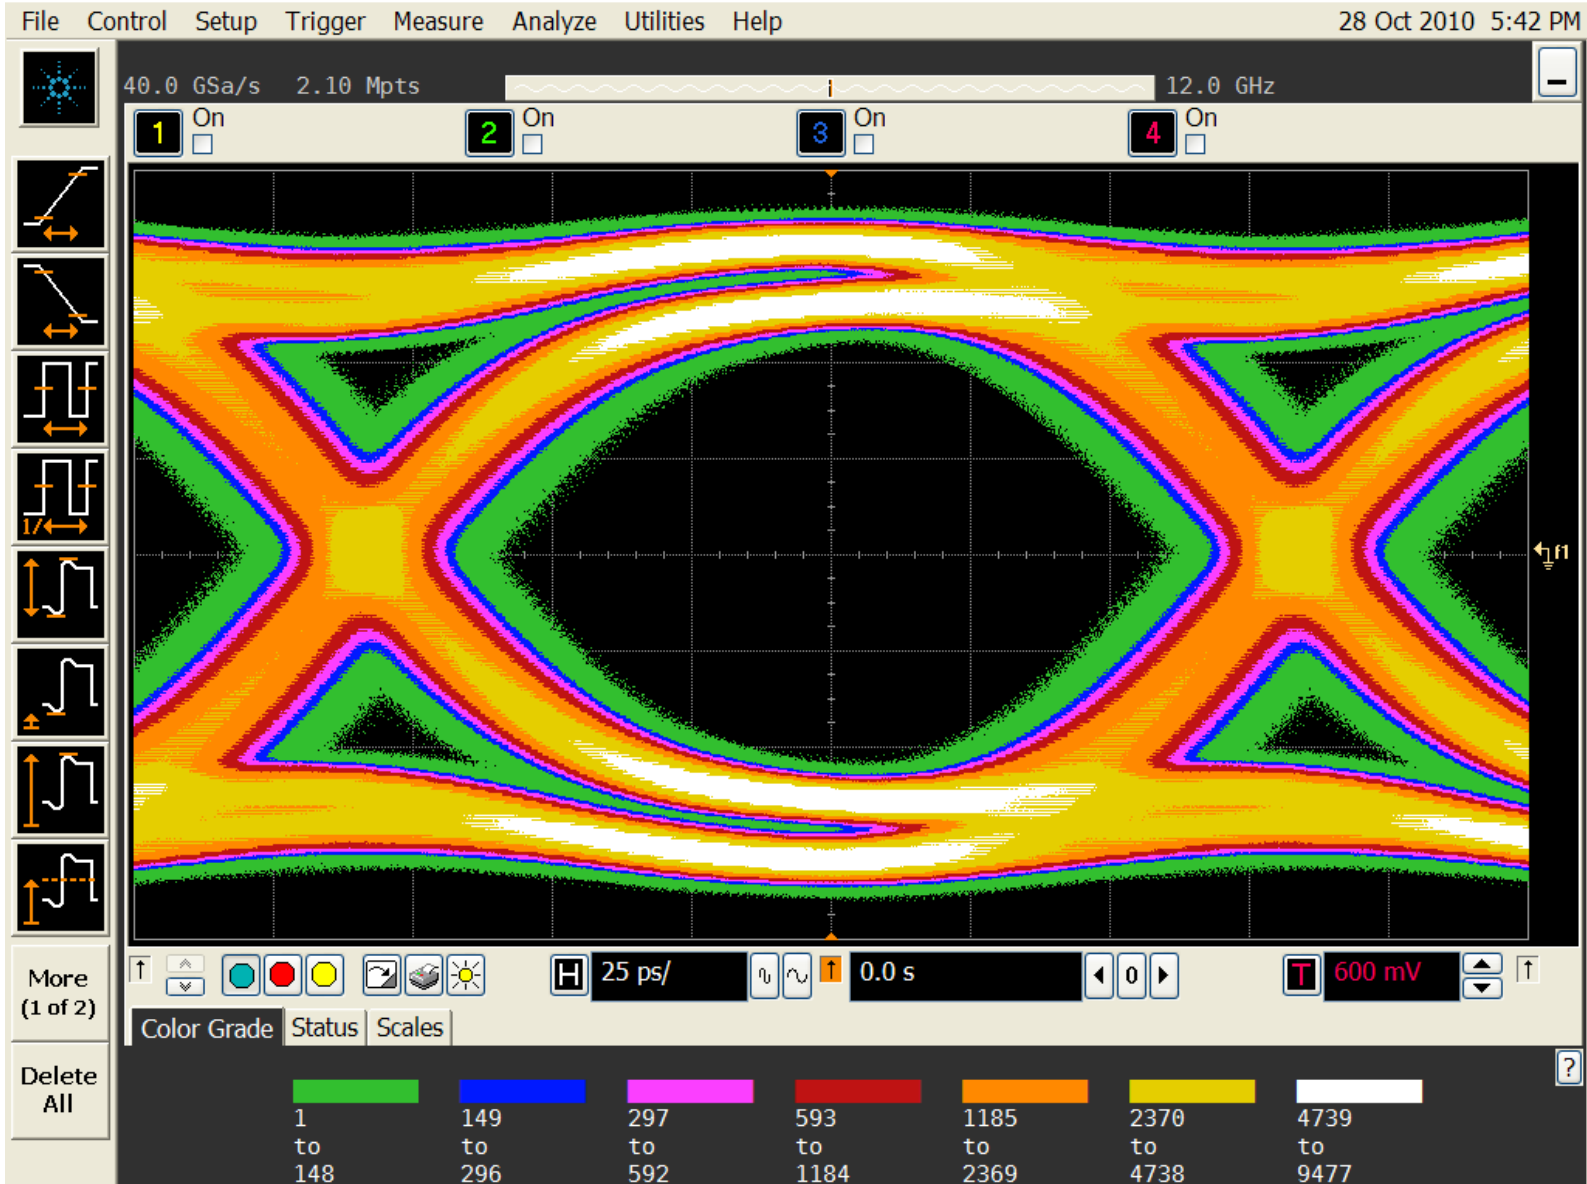 File Control Setup Trigger Measure Analyze Utilities Help 28 Oct 2010 5:42 PM
40.0 GSa/s 2.10 Mpts 12.0 GHz
1 On 2 On 3 On 4 On
1/
f1
More
(1 of 2)
Delete
All
H 25 ps/ 0.0 s 0 T 600 mV
Color Grade Status Scales
?
1 149 297 593 1185 2370 4739
to to to to to to to
148 296 592 1184 2369 4738 9477